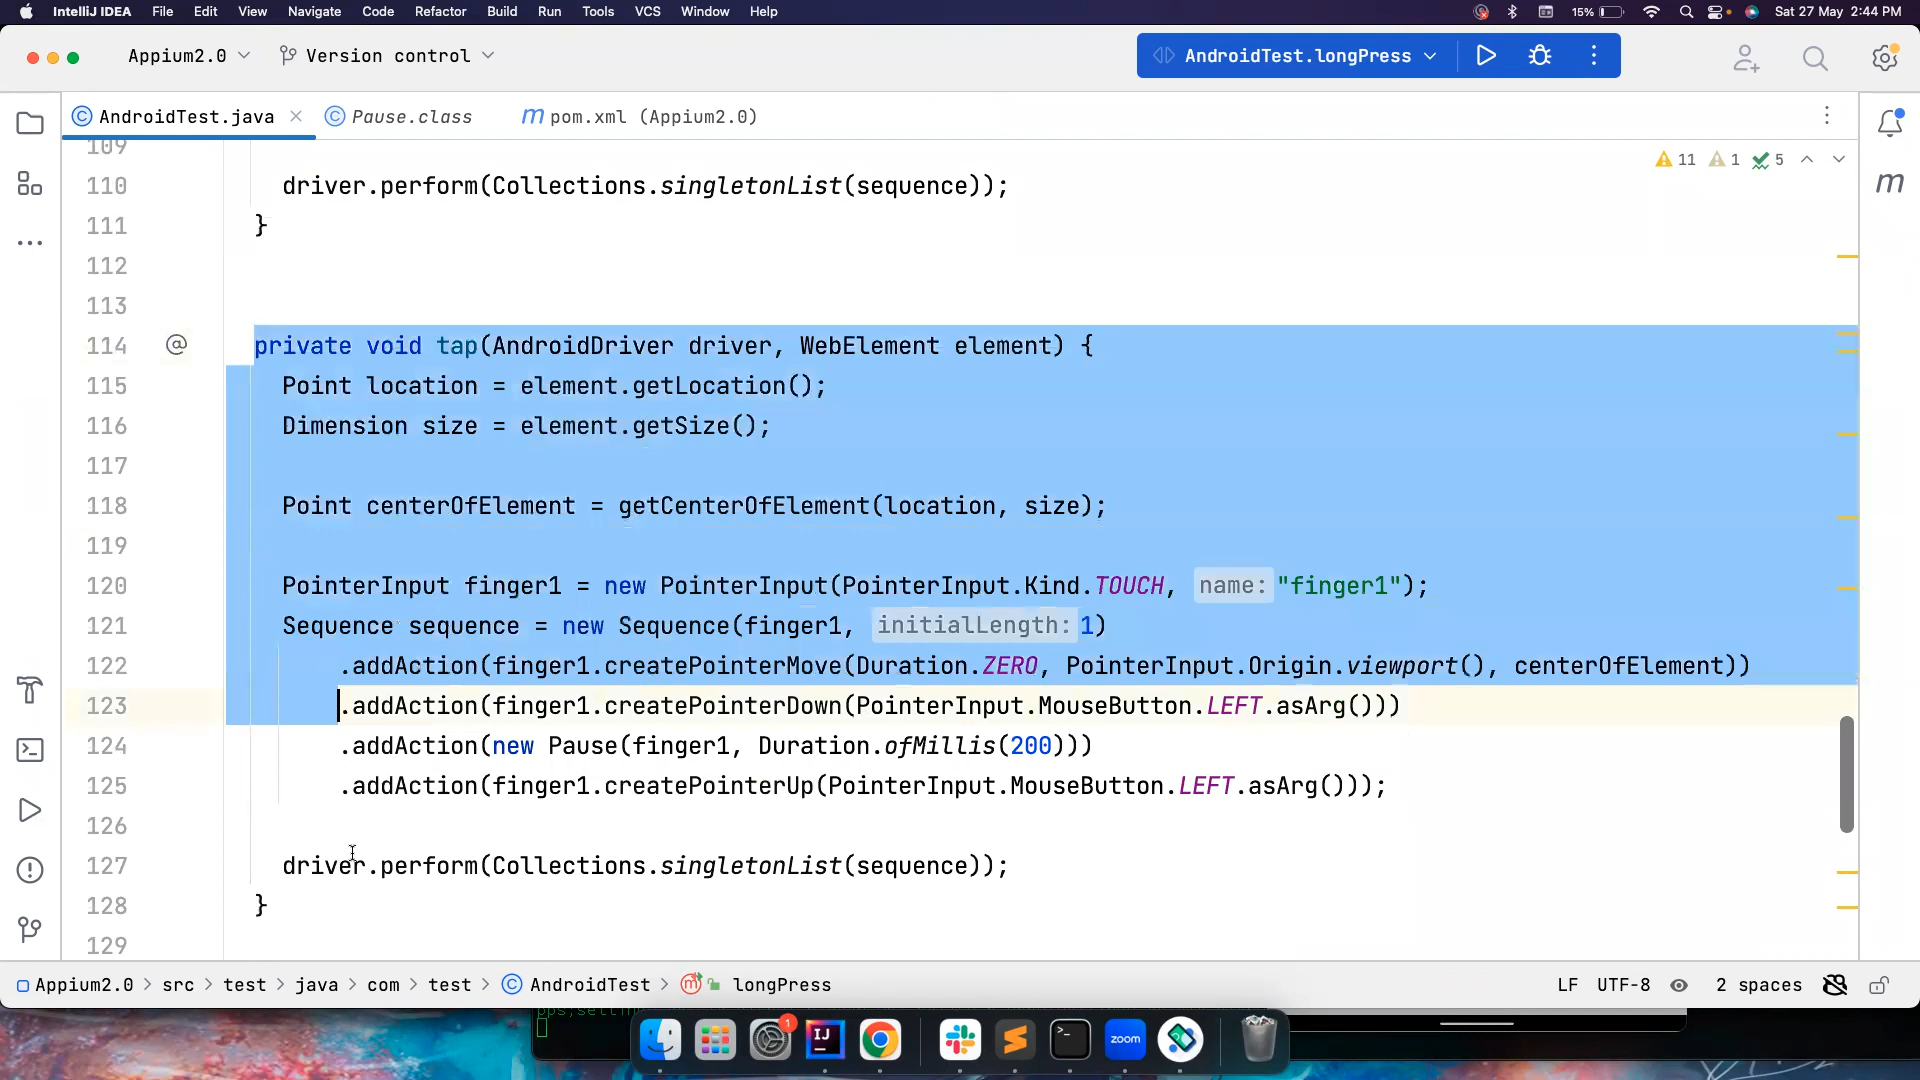 IntelliJ IDEA File Edit View Navigate Code Refactor Build Run Tools VCS Window Help 15% Sat 27 May 2:44 PM
Appium2.0 Version control AndroidTest.longPress
AndroidTest.java Pause.class m pom.xml (Appium2.0)
109
11 1 5
110 driver.perform(Collections.singletonList(sequence));
111 }
112
113
114 @ private void tap(AndroidDriver driver, WebElement element) {
115 Point location = element.getLocation();
116 Dimension size = element.getSize();
117
118 Point centerOfElement = getCenterOfElement(location, size);
119
120 PointerInput finger1 = new PointerInput(PointerInput.Kind.TOUCH, name: "finger1");
121 Sequence sequence = new Sequence(finger1, initialLength: 1)
122 .addAction(finger1.createPointerMove(Duration.ZERO, PointerInput.Origin.viewport(), centerOfElement))
123 .addAction(finger1.createPointerDown(PointerInput.MouseButton.LEFT.asArg()))
124 .addAction(new Pause(finger1, Duration.ofMillis(200)))
125 .addAction(finger1.createPointerUp(PointerInput.MouseButton.LEFT.asArg()));
126
127 driver.perform(Collections.singletonList(sequence));
128 }
129
Appium2.0 > src > test > java > com > test > AndroidTest > longPress LF UTF-8 2 spaces
1
IJ
zoom